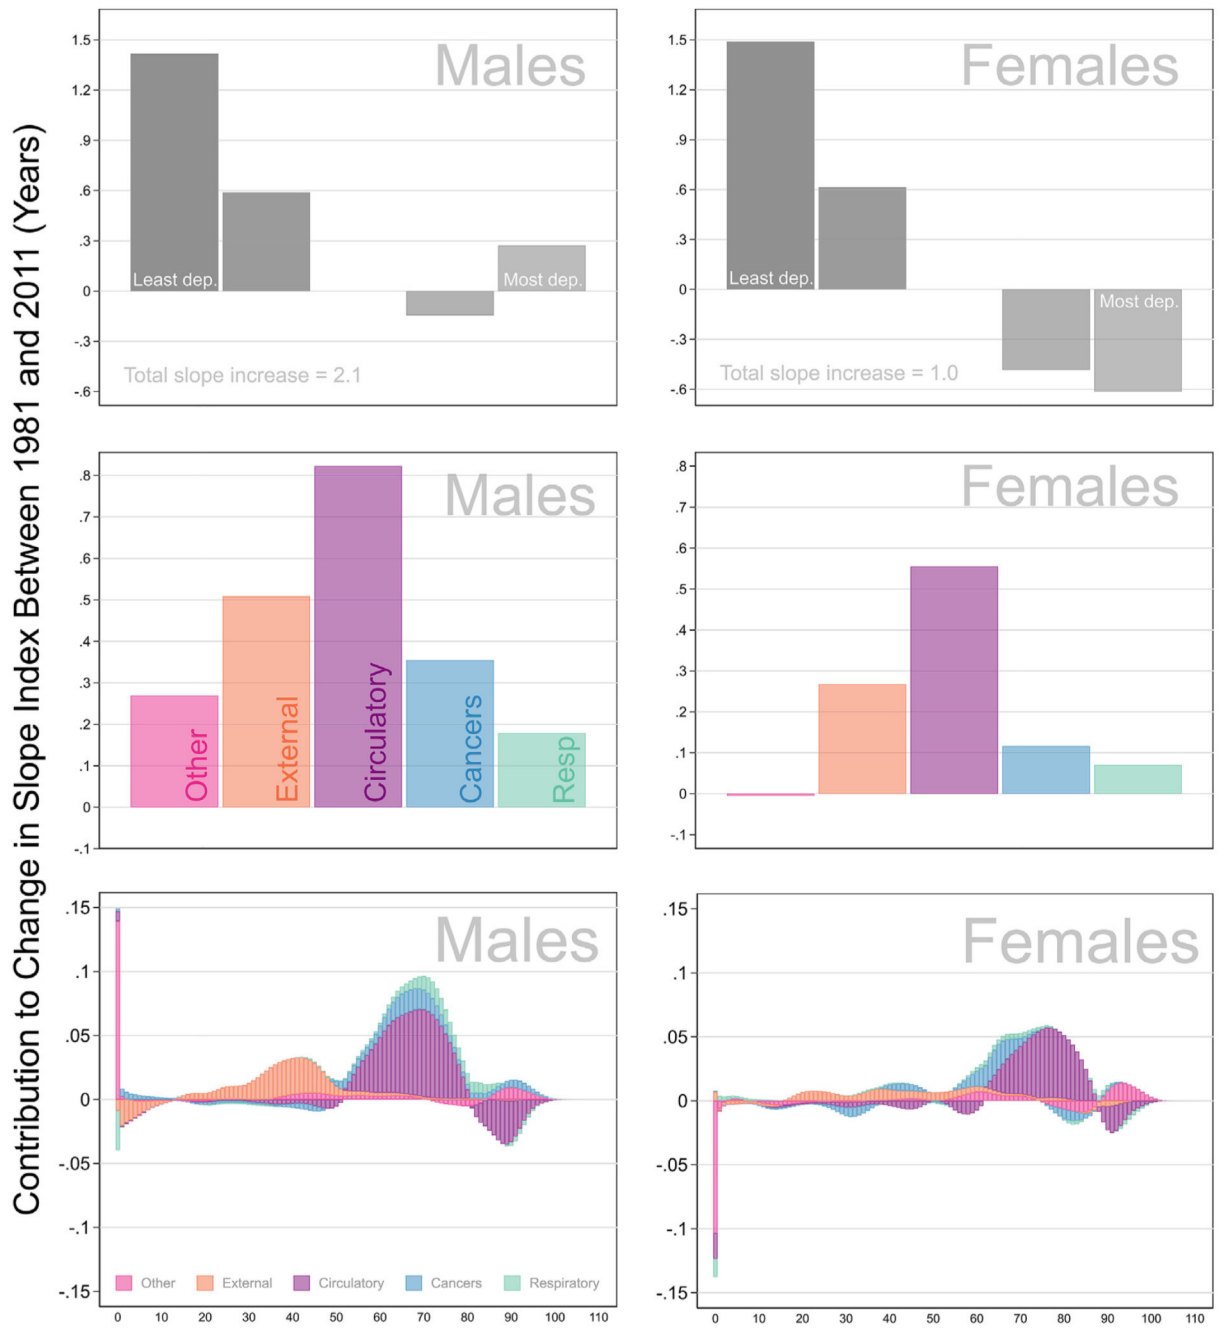 Contribution to Change in Slope Index Between 1981 and 2011 (Years)
Males
1.5
1.2
.9
.6
.3
0
-.3
-.6
Least dep.
Most dep.
Total slope increase = 2.1
Females
1.5
1.2
.9
.6
.3
0
-.3
-.6
Least dep.
Most dep.
Total slope increase = 1.0
Males
.8
.7
.6
.5
.4
.3
.2
.1
0
-.1
Other
External
Circulatory
Cancers
Resp
Females
.8
.7
.6
.5
.4
.3
.2
.1
0
-.1
Males
.15
.1
.05
0
-.05
-.1
-.15
Other External Circulatory Cancers Respiratory
0 10 20 30 40 50 60 70 80 90 100 110
Females
.15
.1
.05
0
-.05
-.1
-.15
0 10 20 30 40 50 60 70 80 90 100 110